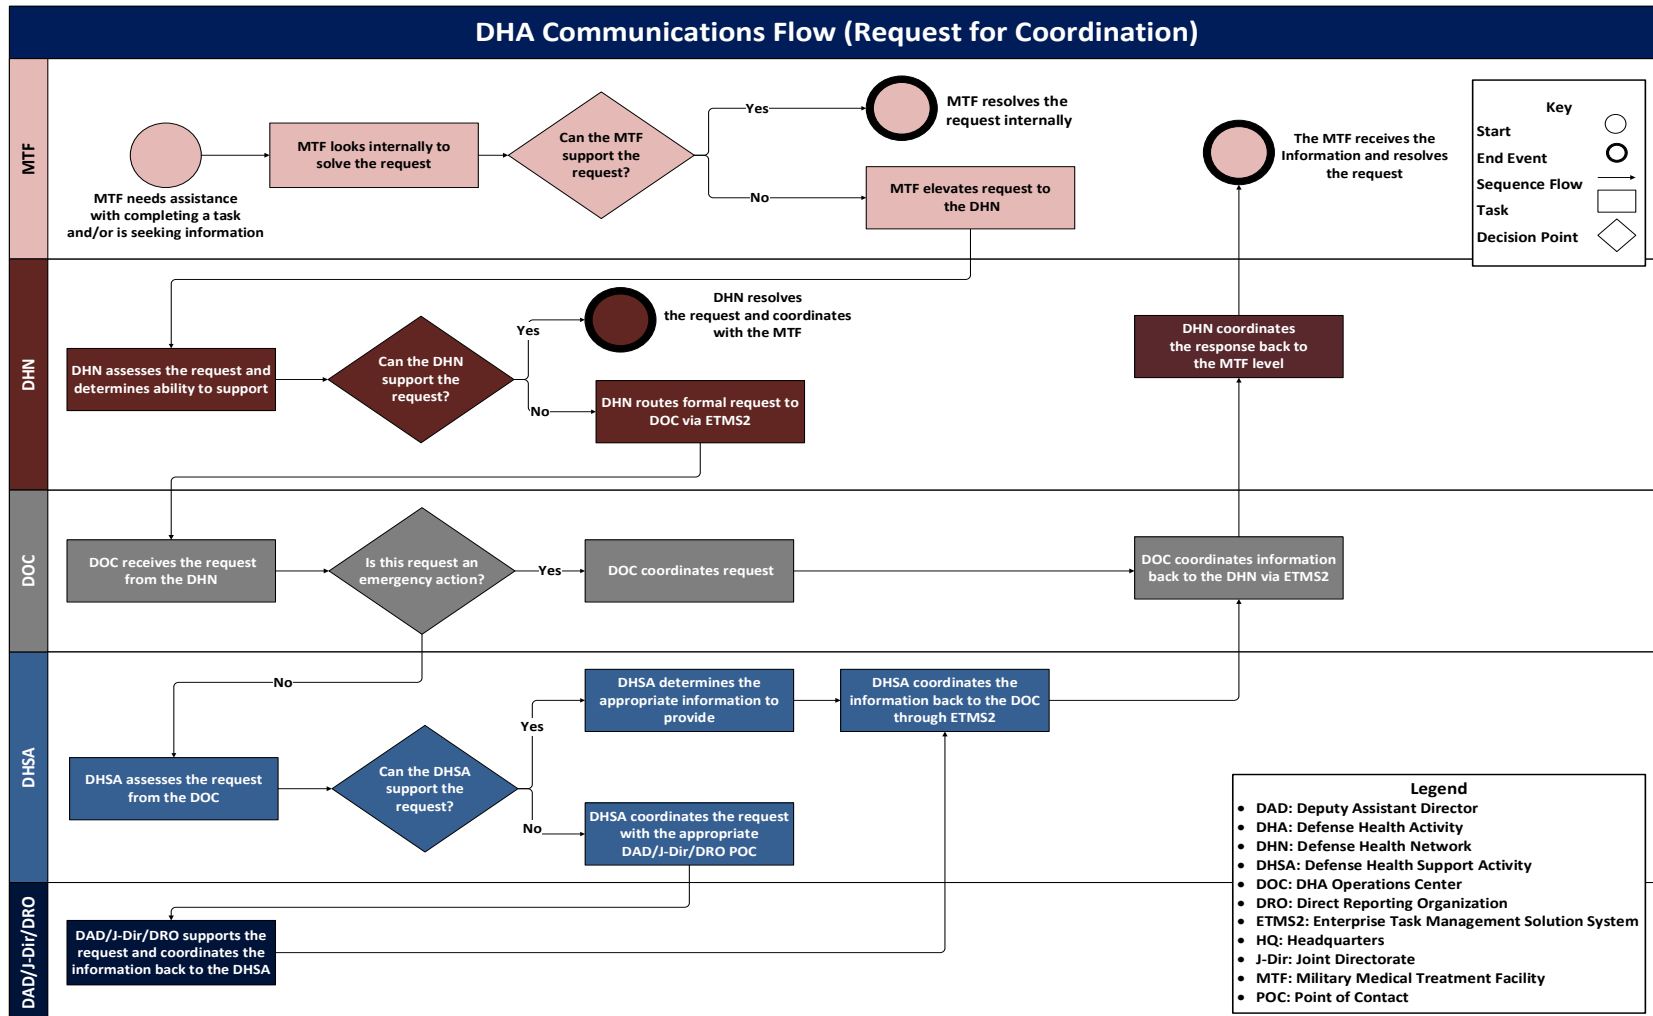 DHA Communications Flow (Request for Coordination)
MTF
MTF needs assistance
with completing a task
and/or is seeking information
MTF looks internally to
solve the request
Can the MTF
support the
request?
Yes
MTF resolves the
request internally
No
MTF elevates request to
the DHN
The MTF receives the
Information and resolves
the request
Key
Start
End Event
Sequence Flow
Task
Decision Point
DHN
DHN assesses the request and
determines ability to support
Can the DHN
support the
request?
Yes
DHN resolves
the request and coordinates
with the MTF
No
DHN routes formal request to
DOC via ETMS2
DHN coordinates
the response back to
the MTF level
DOC
DOC receives the request
from the DHN
Is this request an
emergency action?
Yes
DOC coordinates request
DOC coordinates information
back to the DHN via ETMS2
No
DHSA
DHSA assesses the request
from the DOC
Can the DHSA
support the
request?
Yes
DHSA determines the
appropriate information to
provide
DHSA coordinates the
information back to the DOC
through ETMS2
No
DHSA coordinates the request
with the appropriate
DAD/J-Dir/DRO POC
DAD/J-Dir/DRO
DAD/J-Dir/DRO supports the
request and coordinates the
information back to the DHSA
Legend
• DAD: Deputy Assistant Director
• DHA: Defense Health Activity
• DHN: Defense Health Network
• DHSA: Defense Health Support Activity
• DOC: DHA Operations Center
• DRO: Direct Reporting Organization
• ETMS2: Enterprise Task Management Solution System
• HQ: Headquarters
• J-Dir: Joint Directorate
• MTF: Military Medical Treatment Facility
• POC: Point of Contact